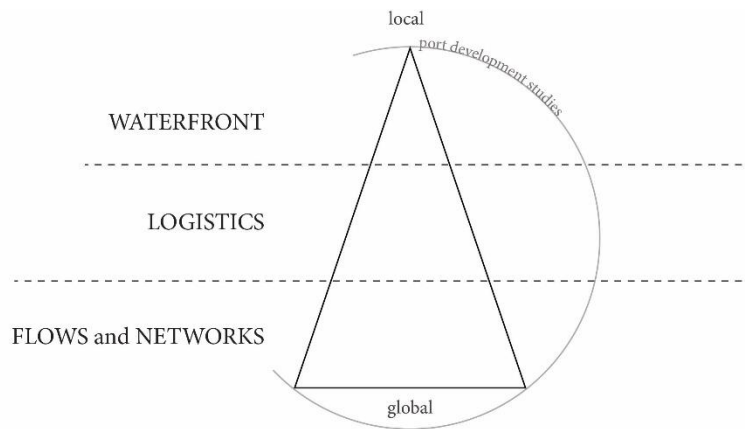 local
port development studies
WATERFRONT
LOGISTICS
FLOWS and NETWORKS
global